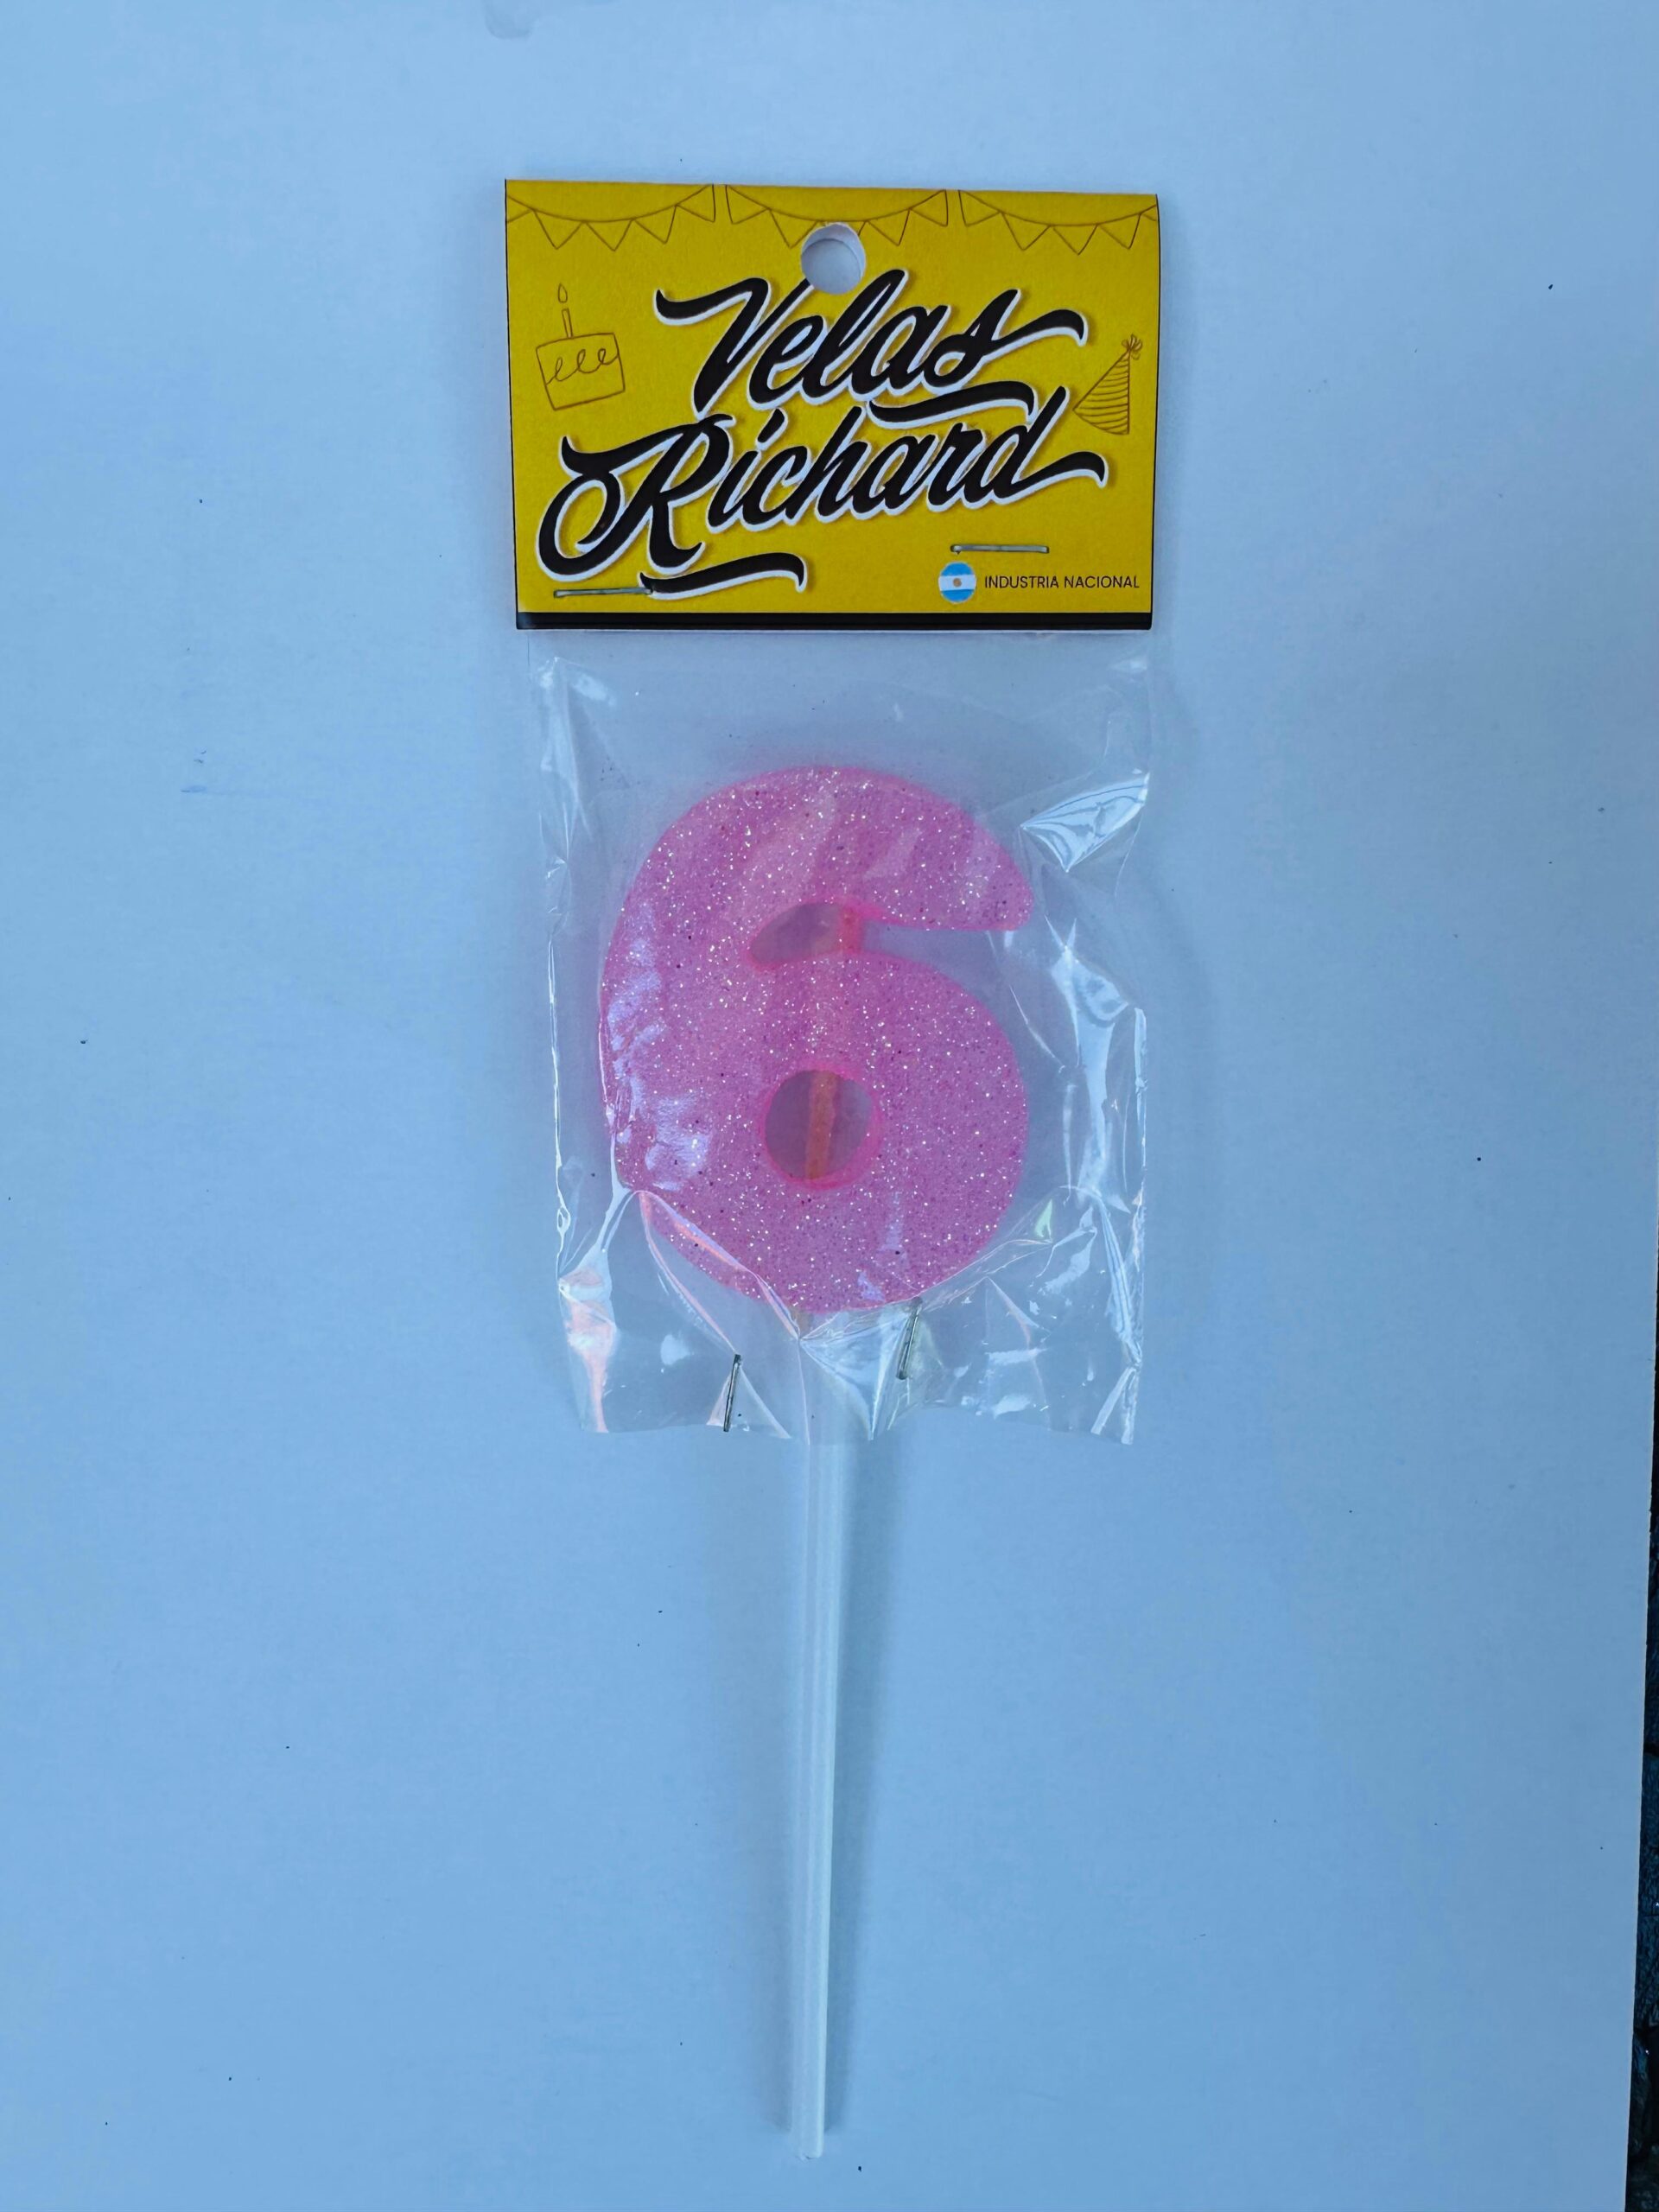 Velas
Richard
INDUSTRIA NACIONAL
6